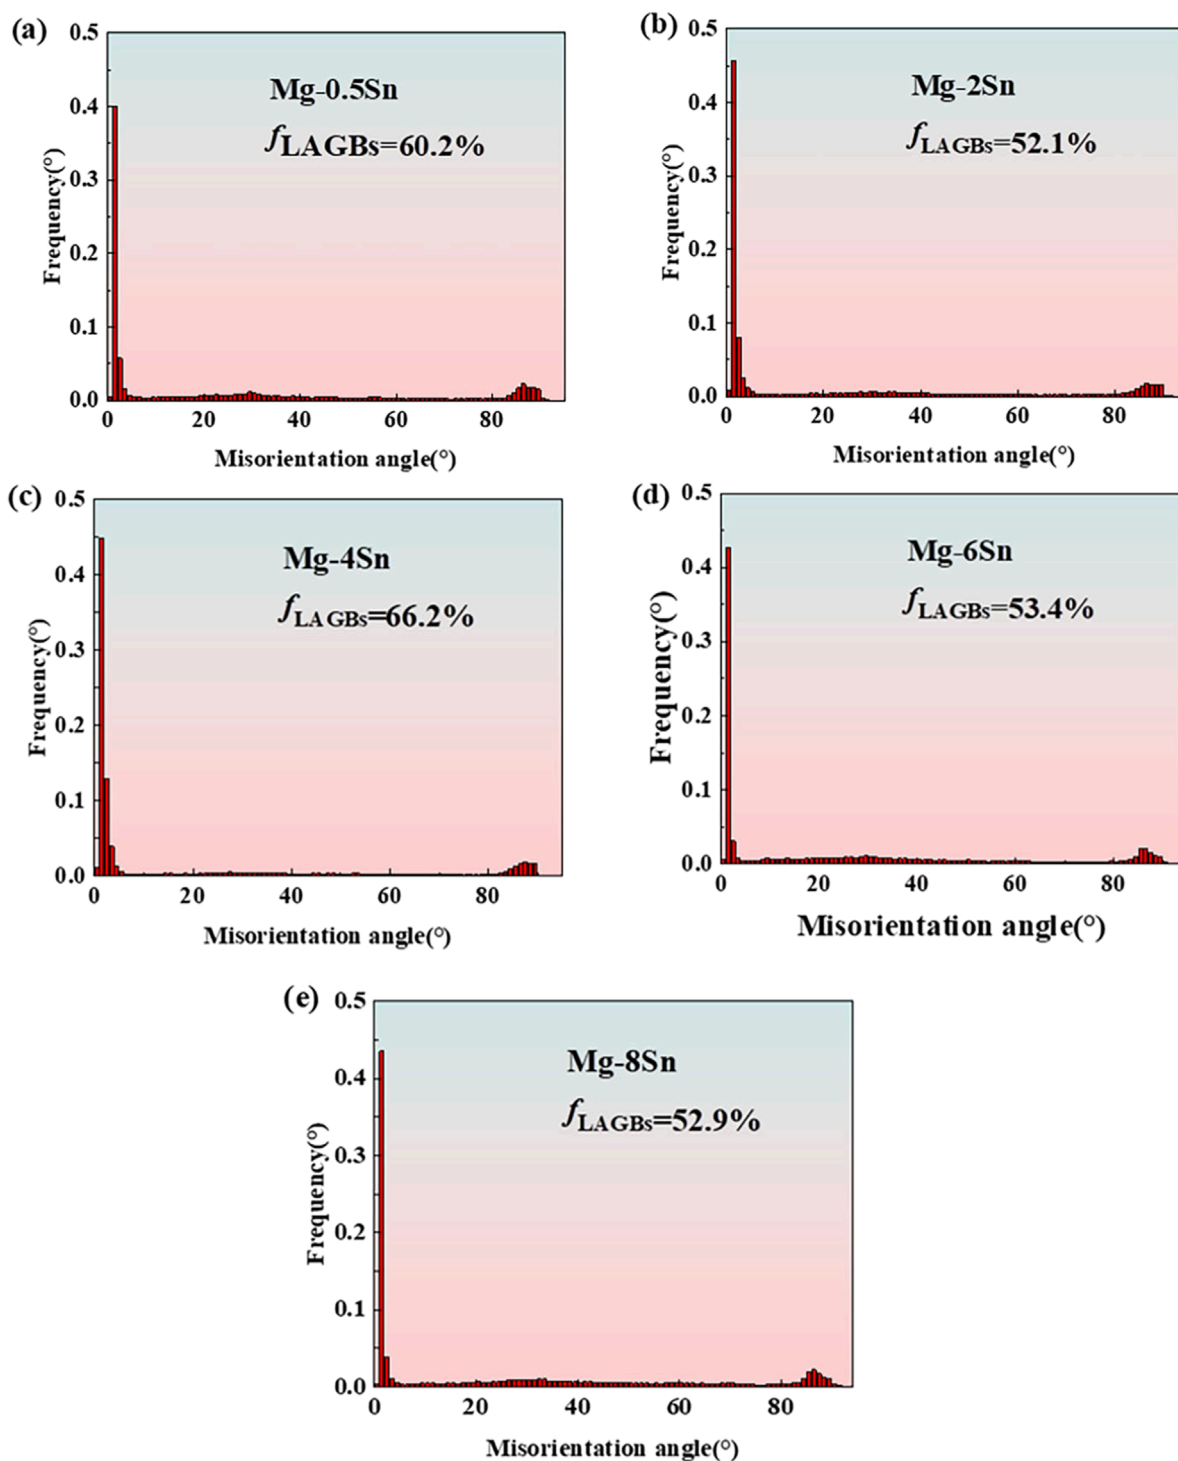 (a)
0.5
0.4
0.3
0.2
0.1
0.0
Frequency(°)
Mg-0.5Sn
fLAGBs=60.2%
0 20 40 60 80
Misorientation angle(°)
(b)
0.5
0.4
0.3
0.2
0.1
0.0
Frequency(°)
Mg-2Sn
fLAGBs=52.1%
0 20 40 60 80
Misorientation angle(°)
(c)
0.5
0.4
0.3
0.2
0.1
0.0
Frequency(°)
Mg-4Sn
fLAGBs=66.2%
0 20 40 60 80
Misorientation angle(°)
(d)
0.5
0.4
0.3
0.2
0.1
0.0
Frequency(°)
Mg-6Sn
fLAGBs=53.4%
0 20 40 60 80
Misorientation angle(°)
(e)
0.5
0.4
0.3
0.2
0.1
0.0
Frequency(°)
Mg-8Sn
fLAGBs=52.9%
0 20 40 60 80
Misorientation angle(°)